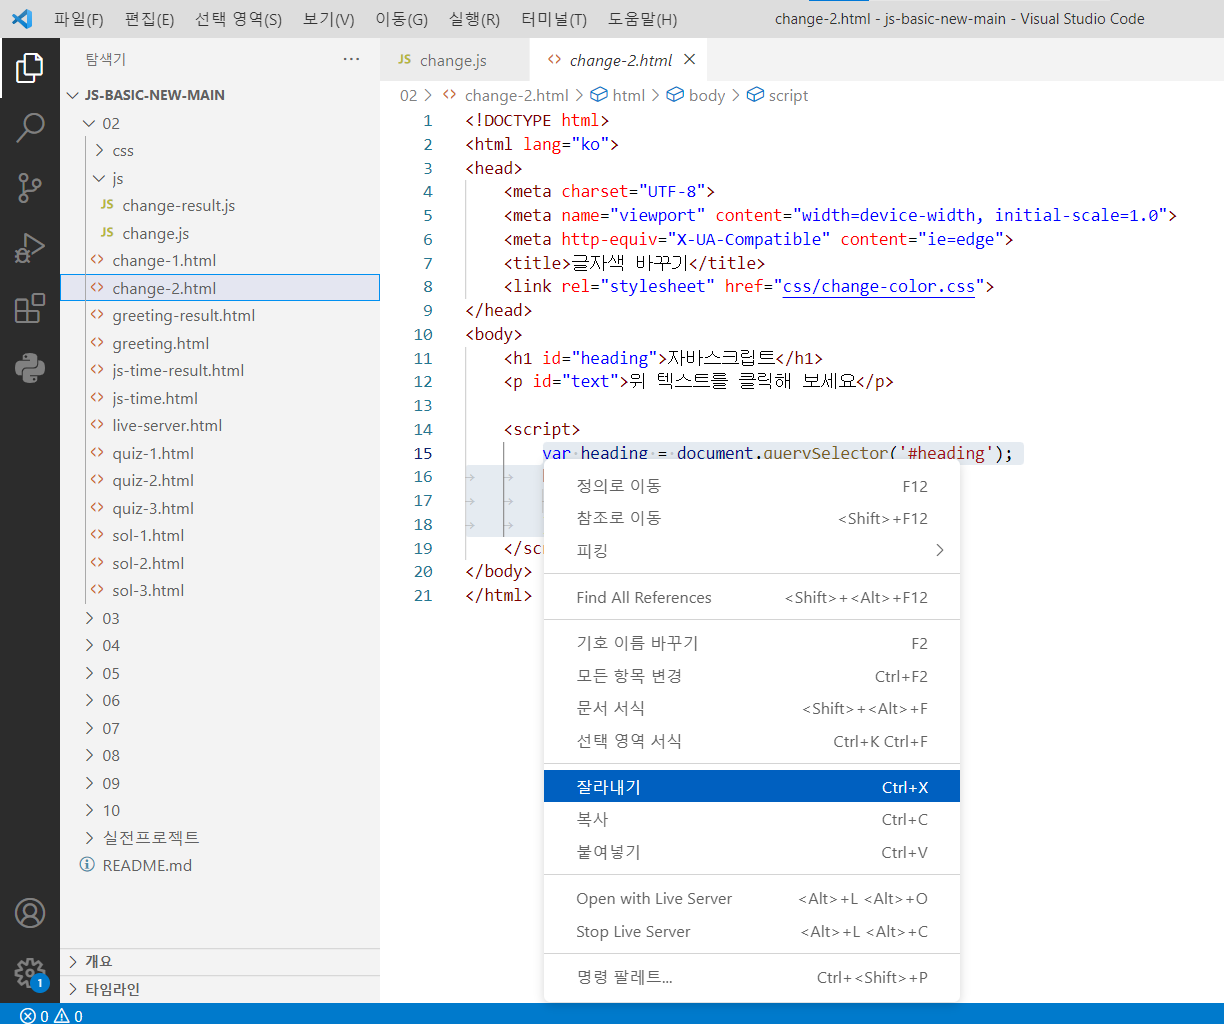 파일(F) 편집(E) 선택 영역(S) 보기(V) 이동(G) 실행(R) 터미널(T) 도움말(H) change-2.html - js-basic-new-main - Visual Studio Code
탐색기 ···
JS change.js
<> change-2.html ×
JS-BASIC-NEW-MAIN
02
css
js
JS change-result.js
JS change.js
<> change-1.html
<> change-2.html
<> greeting-result.html
<> greeting.html
<> js-time-result.html
<> js-time.html
<> live-server.html
<> quiz-1.html
<> quiz-2.html
<> quiz-3.html
<> sol-1.html
<> sol-2.html
<> sol-3.html
03
04
05
06
07
08
09
10
실전프로젝트
README.md
개요
타임라인
1
02 > <> change-2.html > html > body > script
1 <!DOCTYPE html>
2 <html lang="ko">
3 <head>
4 <meta charset="UTF-8">
5 <meta name="viewport" content="width=device-width, initial-scale=1.0">
6 <meta http-equiv="X-UA-Compatible" content="ie=edge">
7 <title>글자색 바꾸기</title>
8 <link rel="stylesheet" href="css/change-color.css">
9 </head>
10 <body>
11 <h1 id="heading">자바스크립트</h1>
12 <p id="text">위 텍스트를 클릭해 보세요</p>
13
14 <script>
15 var heading = document.querySelector('#heading');
16
17
18
19 </sc
20 </body>
21 </html>
정의로 이동 F12
참조로 이동 <Shift>+F12
피킹
Find All References <Shift>+<Alt>+F12
기호 이름 바꾸기 F2
모든 항목 변경 Ctrl+F2
문서 서식 <Shift>+<Alt>+F
선택 영역 서식 Ctrl+K Ctrl+F
잘라내기 Ctrl+X
복사 Ctrl+C
붙여넣기 Ctrl+V
Open with Live Server <Alt>+L <Alt>+O
Stop Live Server <Alt>+L <Alt>+C
명령 팔레트... Ctrl+<Shift>+P
0 0